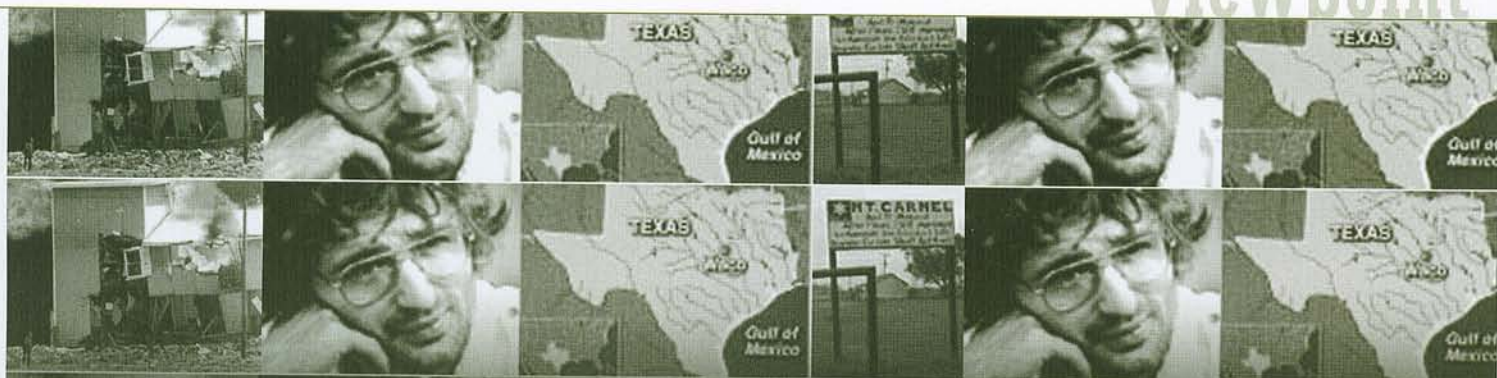 Viewpoint
TEXAS
Waco
Gulf of
Mexico
TEXAS
Waco
Gulf of
Mexico
TEXAS
Waco
Gulf of
Mexico
MT. CARMEL
TEXAS
Waco
Gulf of
Mexico